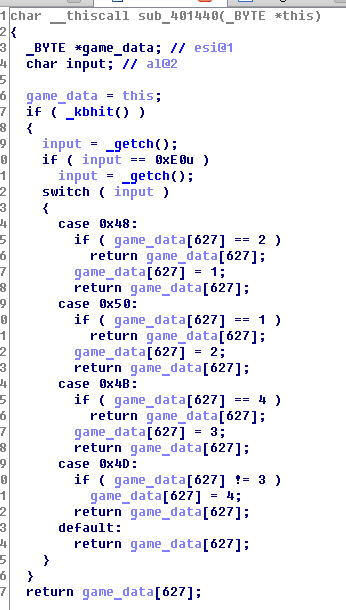 1 char __thiscall sub_401440(_BYTE *this)
2 {
3   _BYTE *game_data; // esi@1
4   char input; // al@2
5
6   game_data = this;
7   if ( _kbhit() )
8   {
9     input = _getch();
0     if ( input == 0xE0u )
1       input = _getch();
2     switch ( input )
3     {
4       case 0x48:
5         if ( game_data[627] == 2 )
6           return game_data[627];
7         game_data[627] = 1;
8         return game_data[627];
9       case 0x50:
0         if ( game_data[627] == 1 )
1           return game_data[627];
2         game_data[627] = 2;
3         return game_data[627];
4       case 0x4B:
5         if ( game_data[627] == 4 )
6           return game_data[627];
7         game_data[627] = 3;
8         return game_data[627];
9       case 0x4D:
0         if ( game_data[627] != 3 )
1           game_data[627] = 4;
2         return game_data[627];
3       default:
4         return game_data[627];
5     }
6   }
7   return game_data[627];